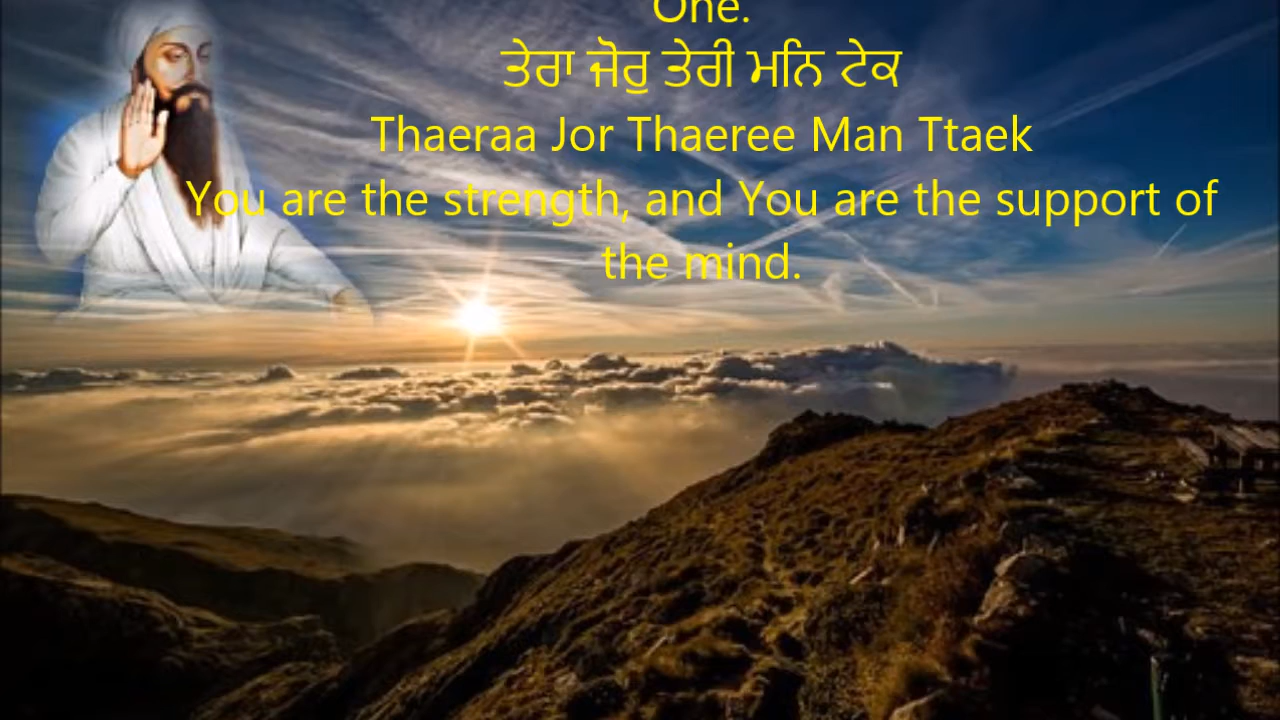 One.
ਤੇਰਾ ਜੋਰੁ ਤੇਰੀ ਮਨਿ ਟੇਕ
Thaeraa Jor Thaeree Man Ttaek
You are the strength, and You are the support of
the mind.